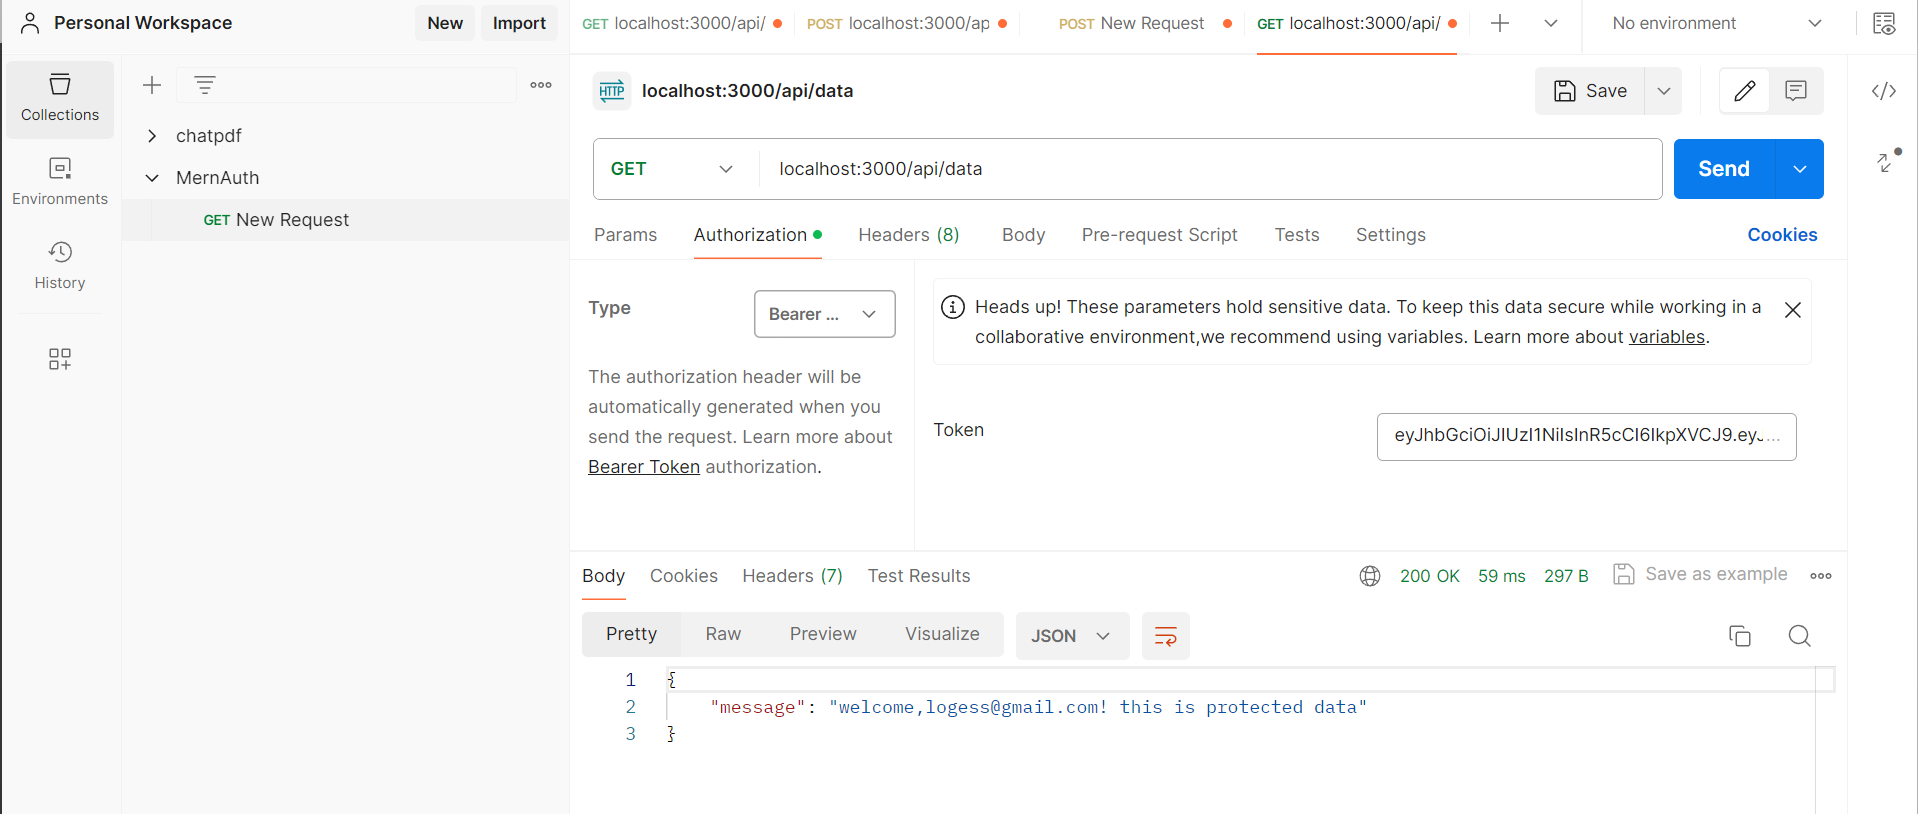 Personal Workspace
New
Import
GET localhost:3000/api/
POST localhost:3000/ap
POST New Request
GET localhost:3000/api/
No environment
Collections
Environments
History
chatpdf
MernAuth
GET New Request
HTTP
localhost:3000/api/data
Save
GET
localhost:3000/api/data
Send
Params
Authorization
Headers (8)
Body
Pre-request Script
Tests
Settings
Cookies
Type
Bearer ...
The authorization header will be
automatically generated when you
send the request. Learn more about
Bearer Token authorization.
Heads up! These parameters hold sensitive data. To keep this data secure while working in a
collaborative environment,we recommend using variables. Learn more about variables.
Token
eyJhbGciOiJIUzI1NiIsInR5cCI6IkpXVCJ9.eyJ...
Body
Cookies
Headers (7)
Test Results
200 OK
59 ms
297 B
Save as example
Pretty
Raw
Preview
Visualize
JSON
1 {
2 "message": "welcome,logess@gmail.com! this is protected data"
3 }